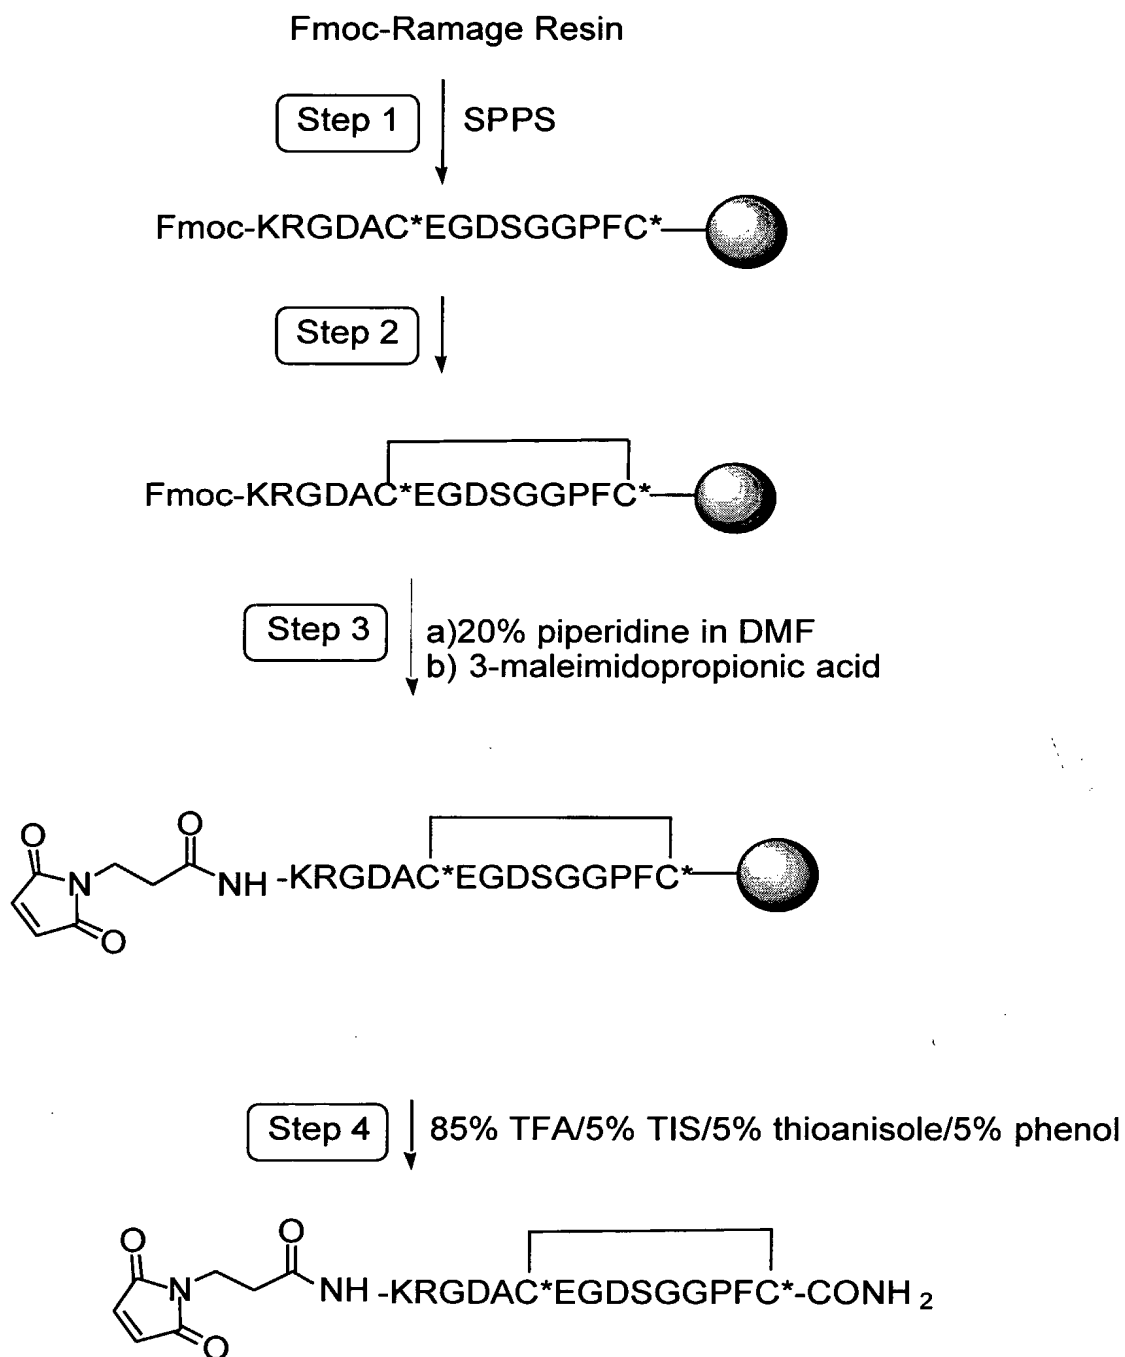 Fmoc-Ramage Resin
Step 1
SPPS
Fmoc-KRGDAC*EGDSGGPFC*
Step 2
Fmoc-KRGDAC*EGDSGGPFC*
Step 3
a)20% piperidine in DMF
b) 3-maleimidopropionic acid
O
O
N
NH -KRGDAC*EGDSGGPFC*
O
Step 4
85% TFA/5% TIS/5% thioanisole/5% phenol
O
O
N
NH -KRGDAC*EGDSGGPFC*-CONH2
O